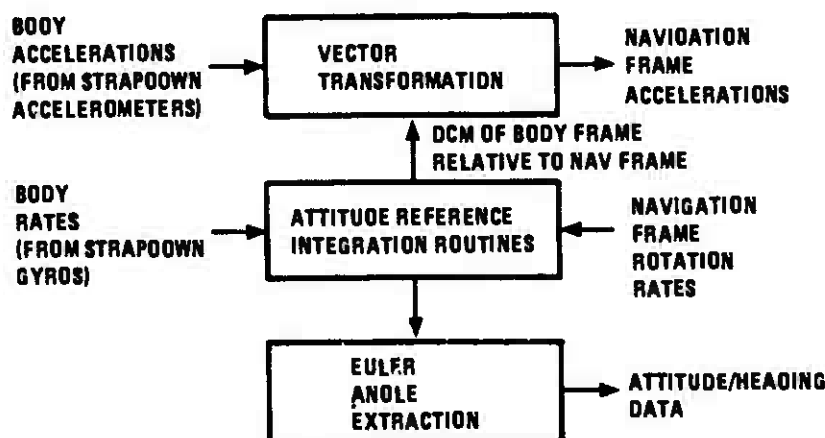 BODY
ACCELERATIONS
(FROM STRAPDOWN
ACCELEROMETERS)
VECTOR
TRANSFORMATION
NAVIGATION
FRAME
ACCELERATIONS
DCM OF BODY FRAME
RELATIVE TO NAV FRAME
BODY
RATES
(FROM STRAPDOWN
GYROS)
ATTITUDE REFERENCE
INTEGRATION ROUTINES
NAVIGATION
FRAME
ROTATION
RATES
EULER
ANGLE
EXTRACTION
ATTITUDE/HEADING
DATA